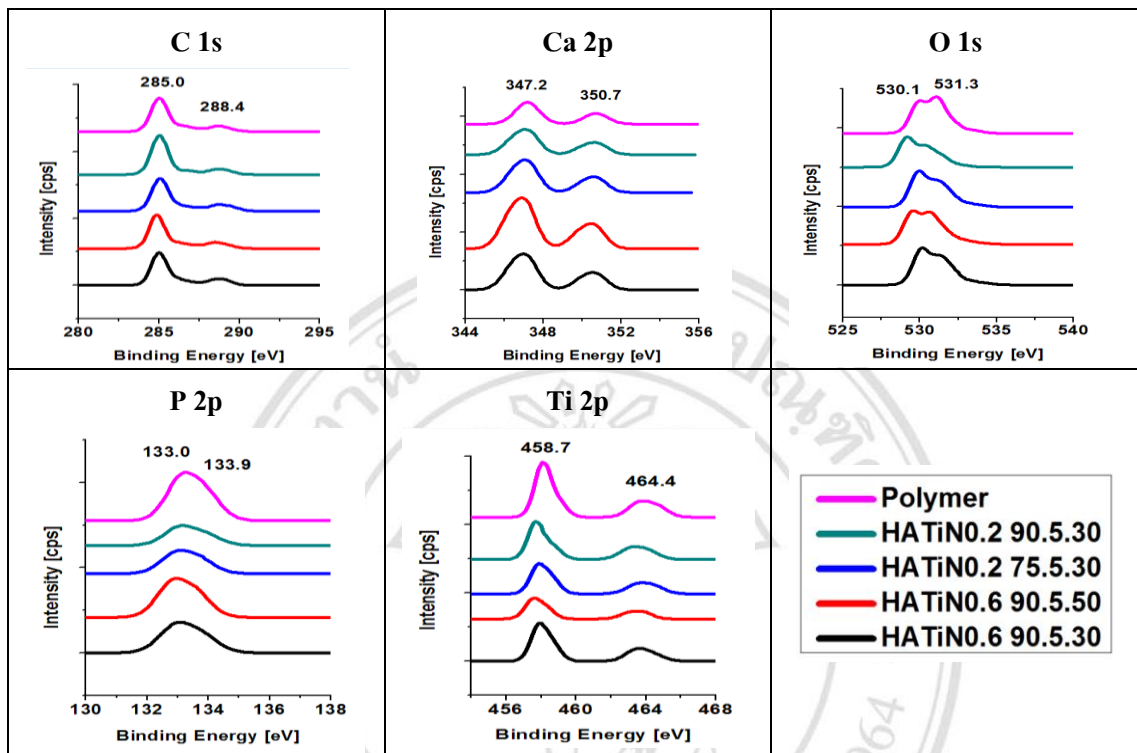 C 1s
285.0
288.4
Intensity [cps]
280 285 290 295
Binding Energy [eV]
Ca 2p
347.2
350.7
Intensity [cps]
344 348 352 356
Binding Energy [eV]
O 1s
530.1
531.3
Intensity [cps]
525 530 535 540
Binding Energy [eV]
P 2p
133.0
133.9
Intensity [cps]
130 132 134 136 138
Binding Energy [eV]
Ti 2p
458.7
464.4
Intensity [cps]
456 460 464 468
Binding Energy [eV]
Polymer
HATiN0.2 90.5.30
HATiN0.2 75.5.30
HATiN0.6 90.5.50
HATiN0.6 90.5.30
964